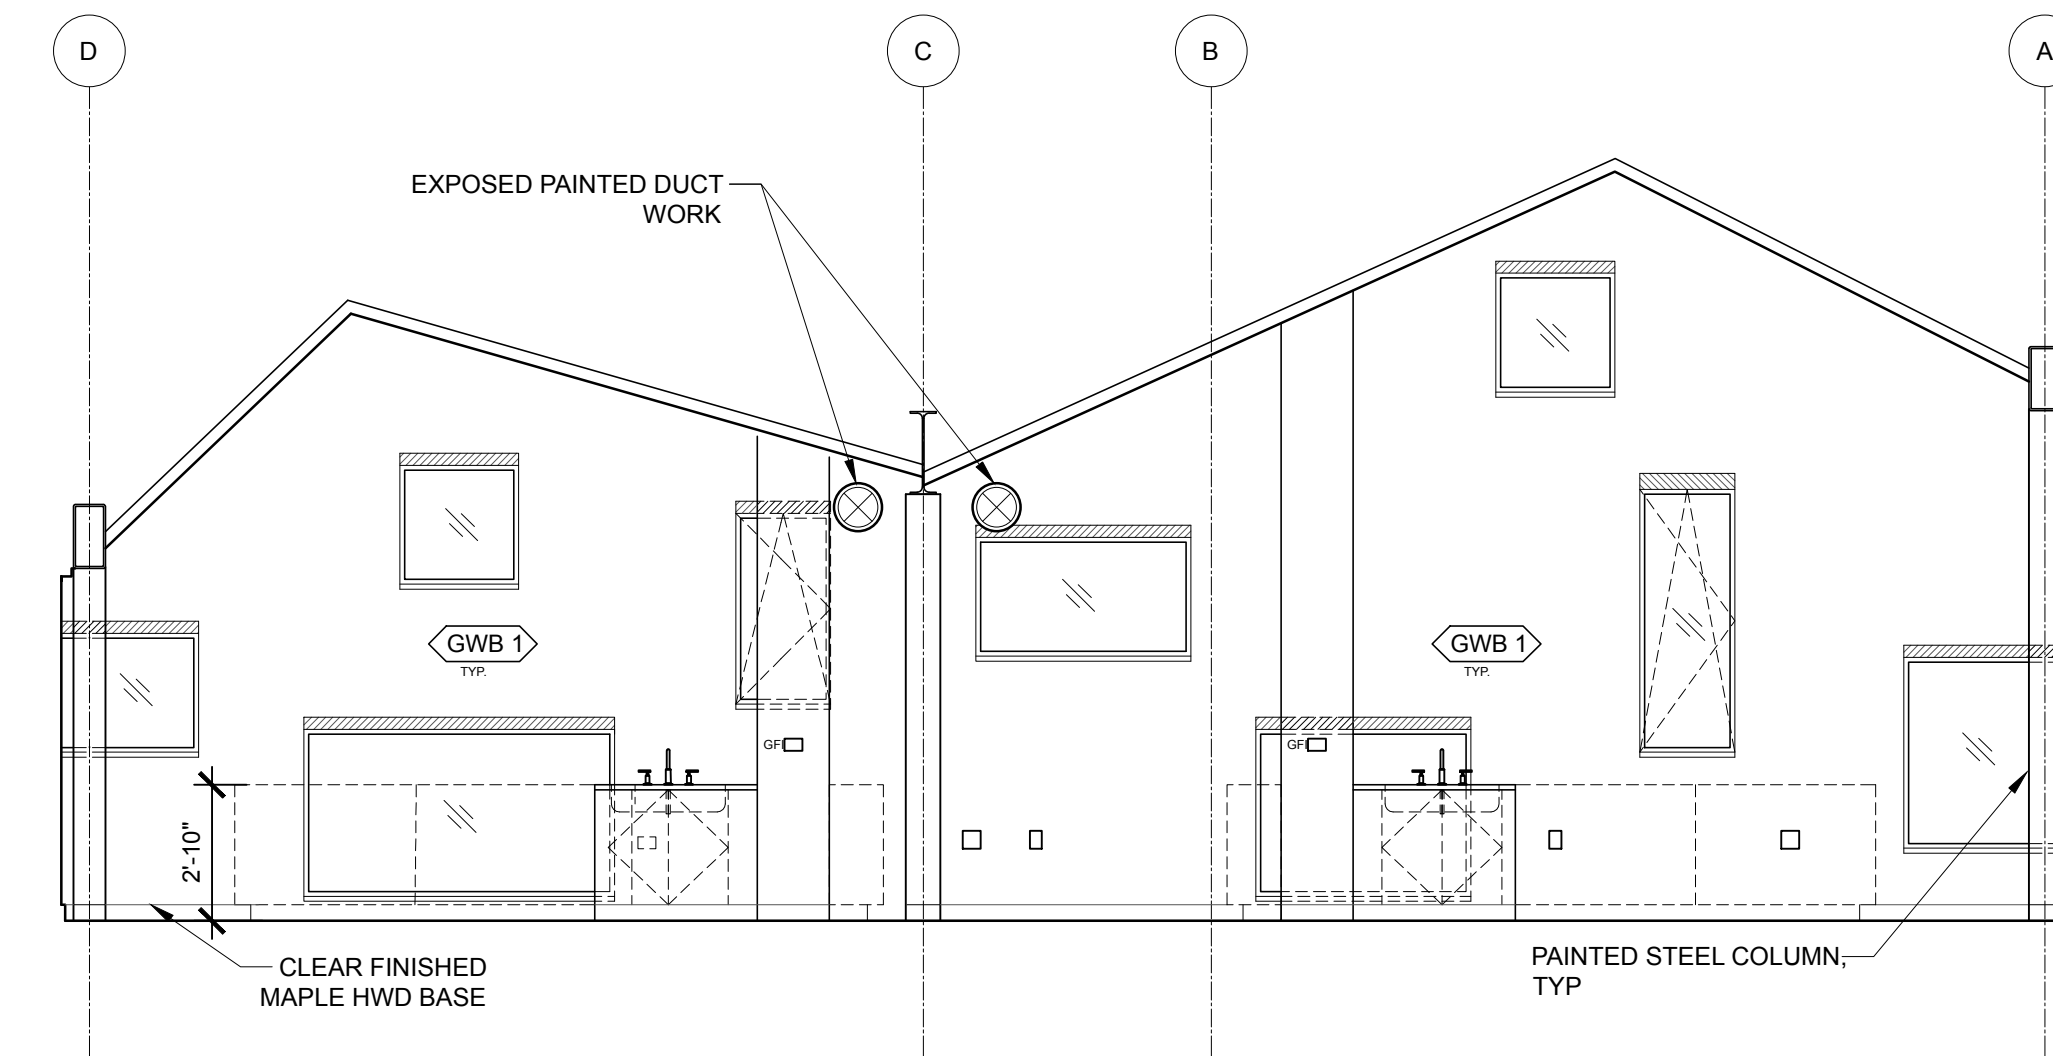 D
C
B
A
EXPOSED PAINTED DUCT
WORK
GWB 1
TYP.
GWB 1
TYP.
GFI
GFI
2'-10"
CLEAR FINISHED
MAPLE HWD BASE
PAINTED STEEL COLUMN,
TYP